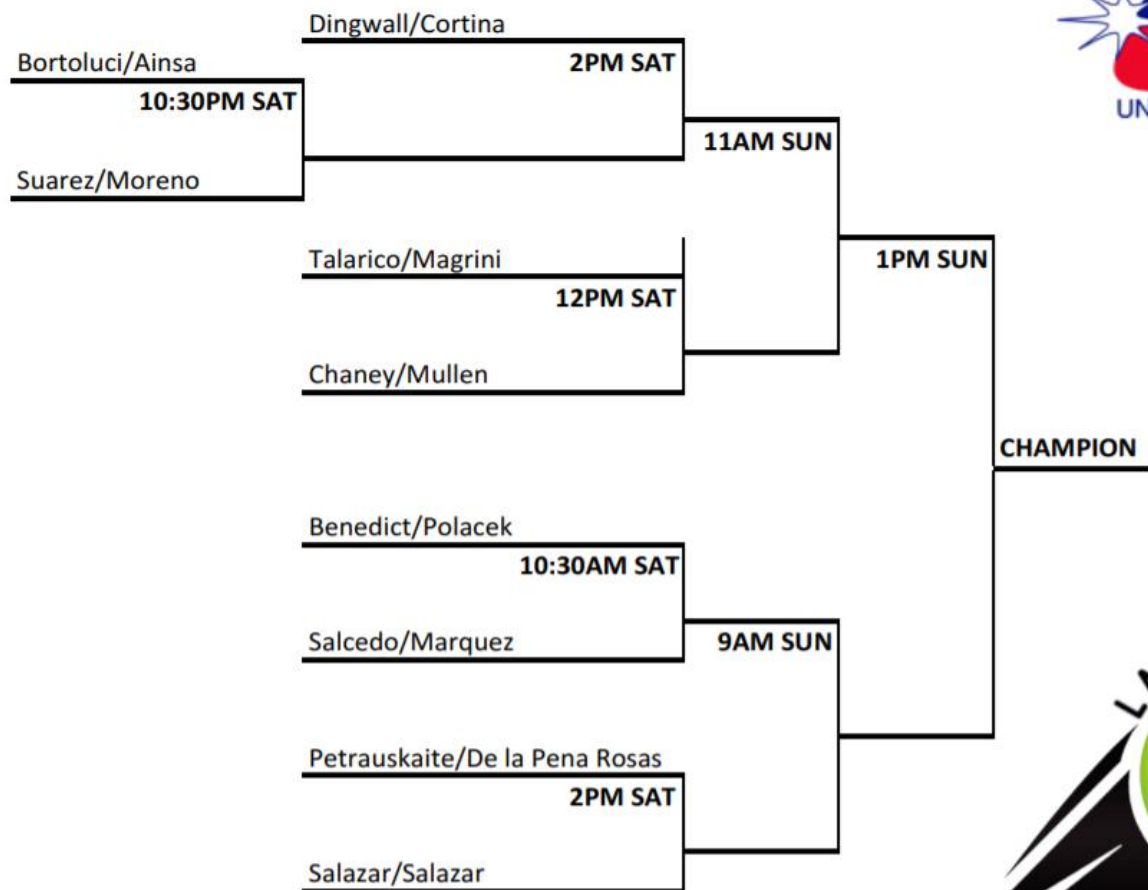 Dingwall/Cortina
Bortoluci/Ainsa
2PM SAT
10:30PM SAT
11AM SUN
Suarez/Moreno
Talarico/Magrini
1PM SUN
12PM SAT
Chaney/Mullen
CHAMPION
Benedict/Polacek
10:30AM SAT
Salcedo/Marquez
9AM SUN
Petrauskaite/De la Pena Rosas
2PM SAT
Salazar/Salazar